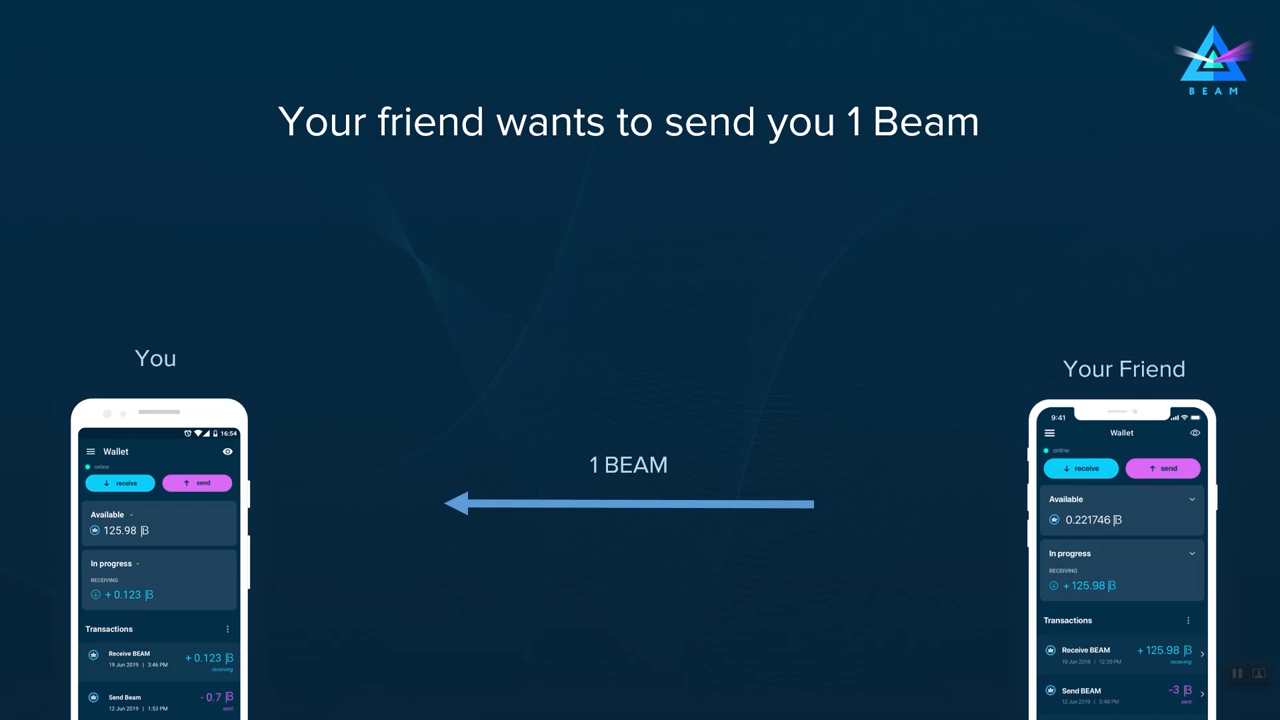 BEAM
Your friend wants to send you 1 Beam
You
16:54
Wallet
online
receive
send
Available
125.98 B
In progress
RECEIVING
+ 0.123 B
Transactions
Receive BEAM
+ 0.123 B
19 Jun 2019 | 3:46 PM
receiving
Send Beam
- 0.7 B
12 Jun 2019 | 1:53 PM
sent
1 BEAM
Your Friend
9:41
Wallet
online
receive
send
Available
0.221746 B
In progress
RECEIVING
+ 125.98 B
Transactions
Receive BEAM
+ 125.98 B
19 Jun 2018 | 12:29 PM
receiving
Send BEAM
-3 B
12 Jun 2019 | 3:46 PM
sent